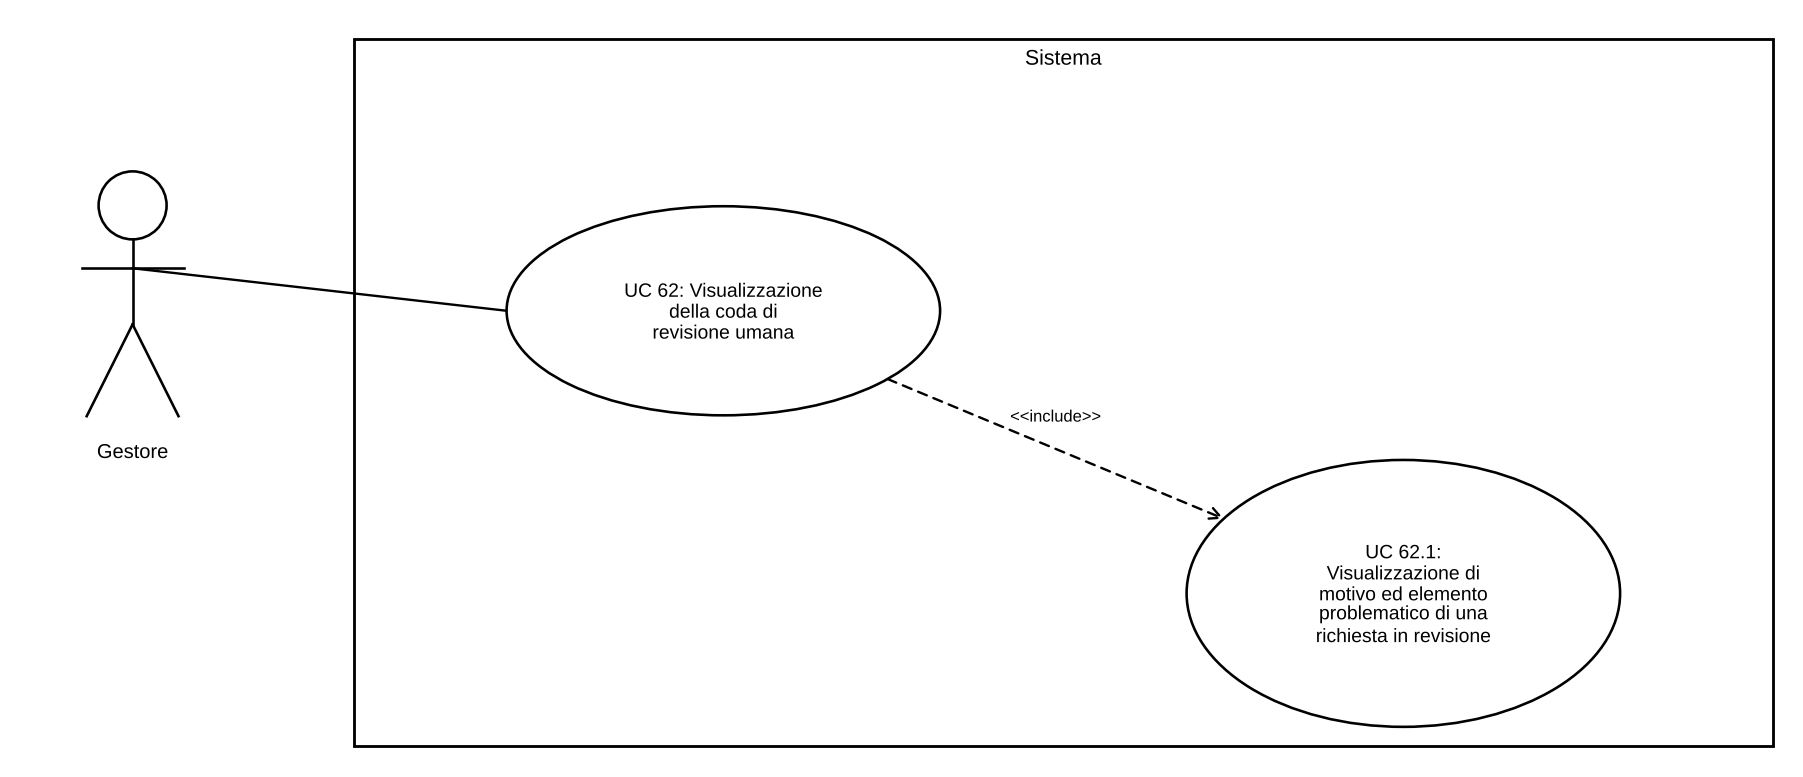 Sistema
UC 62: Visualizzazione
della coda di
revisione umana
<<include>>
Gestore
UC 62.1:
Visualizzazione di
motivo ed elemento
problematico di una
richiesta in revisione